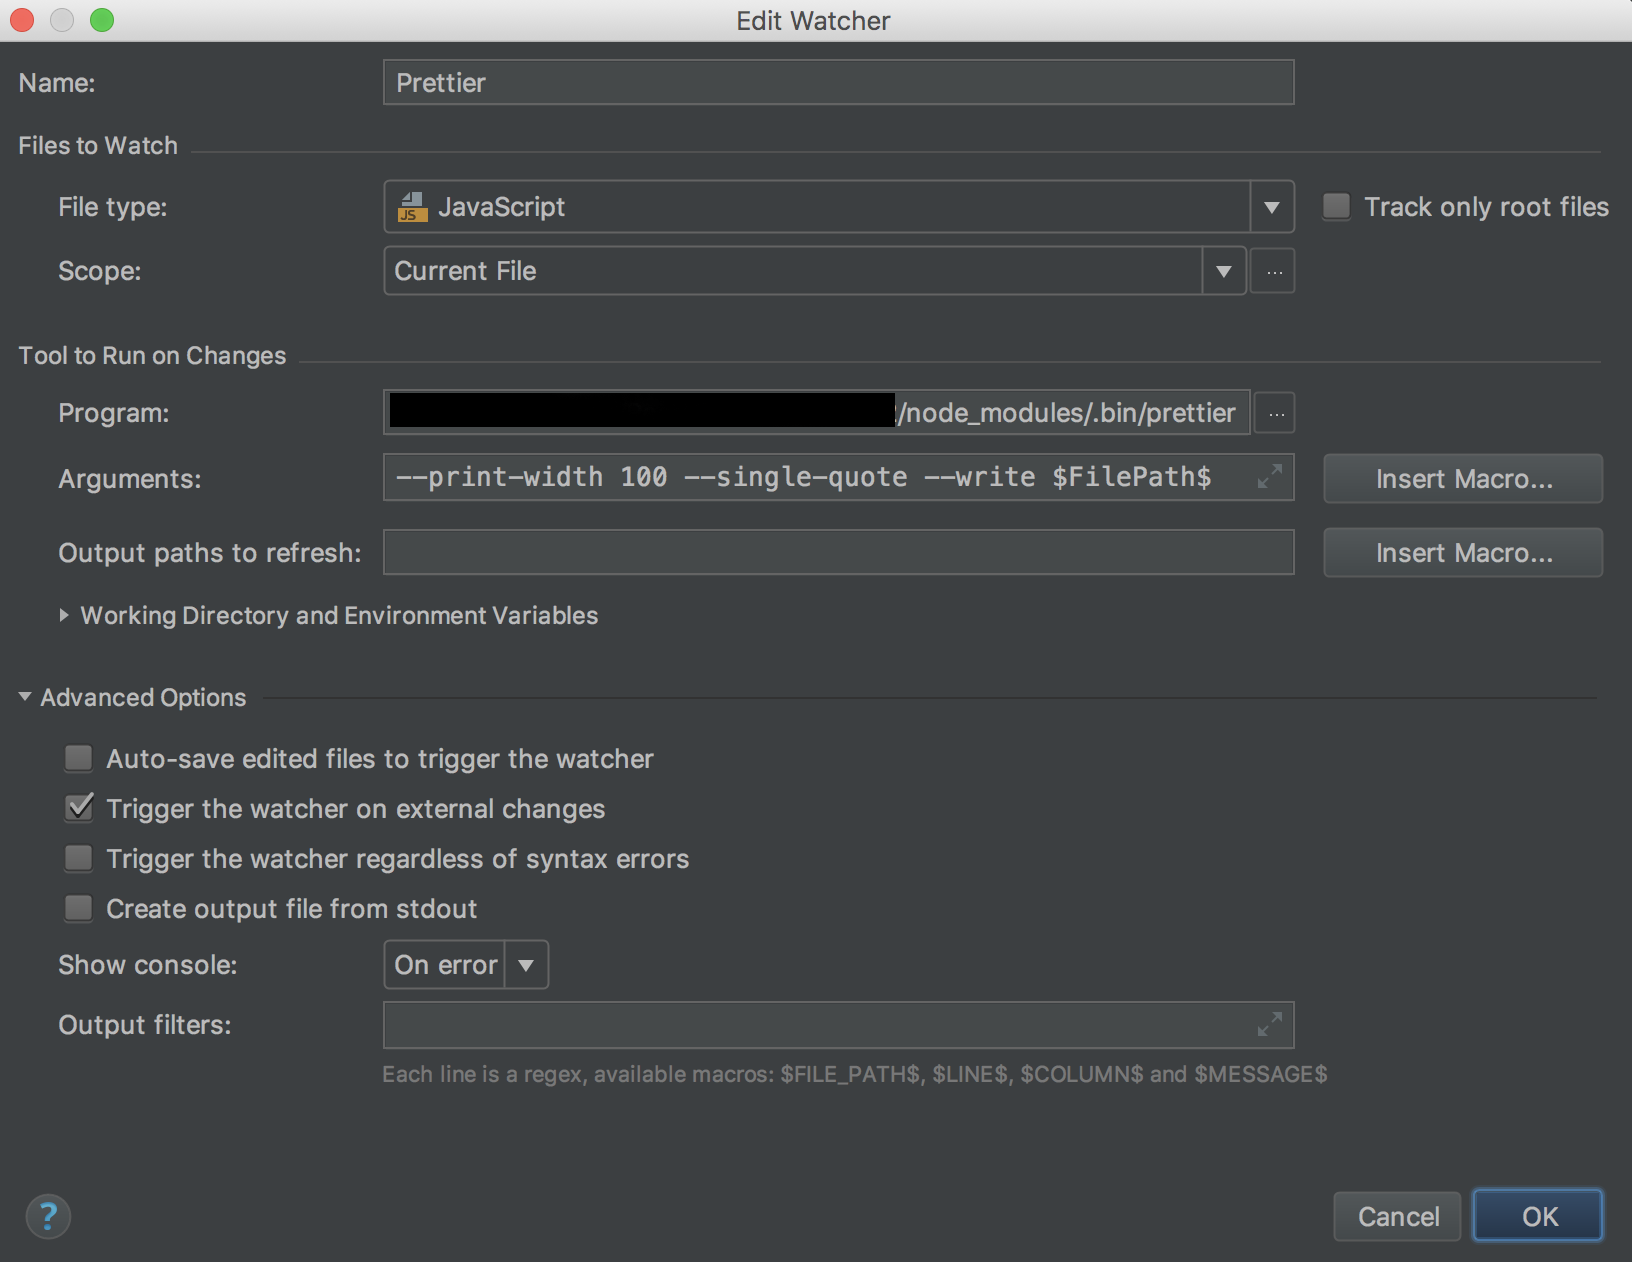 Edit Watcher
Name: Prettier
Files to Watch
File type: JS JavaScript Track only root files
Scope: Current File ...
Tool to Run on Changes
Program: /node_modules/.bin/prettier ...
Arguments: --print-width 100 --single-quote --write $FilePath$ Insert Macro...
Output paths to refresh: Insert Macro...
Working Directory and Environment Variables
Advanced Options
Auto-save edited files to trigger the watcher
Trigger the watcher on external changes
Trigger the watcher regardless of syntax errors
Create output file from stdout
Show console: On error
Output filters:
Each line is a regex, available macros: $FILE_PATH$, $LINE$, $COLUMN$ and $MESSAGE$
? Cancel OK